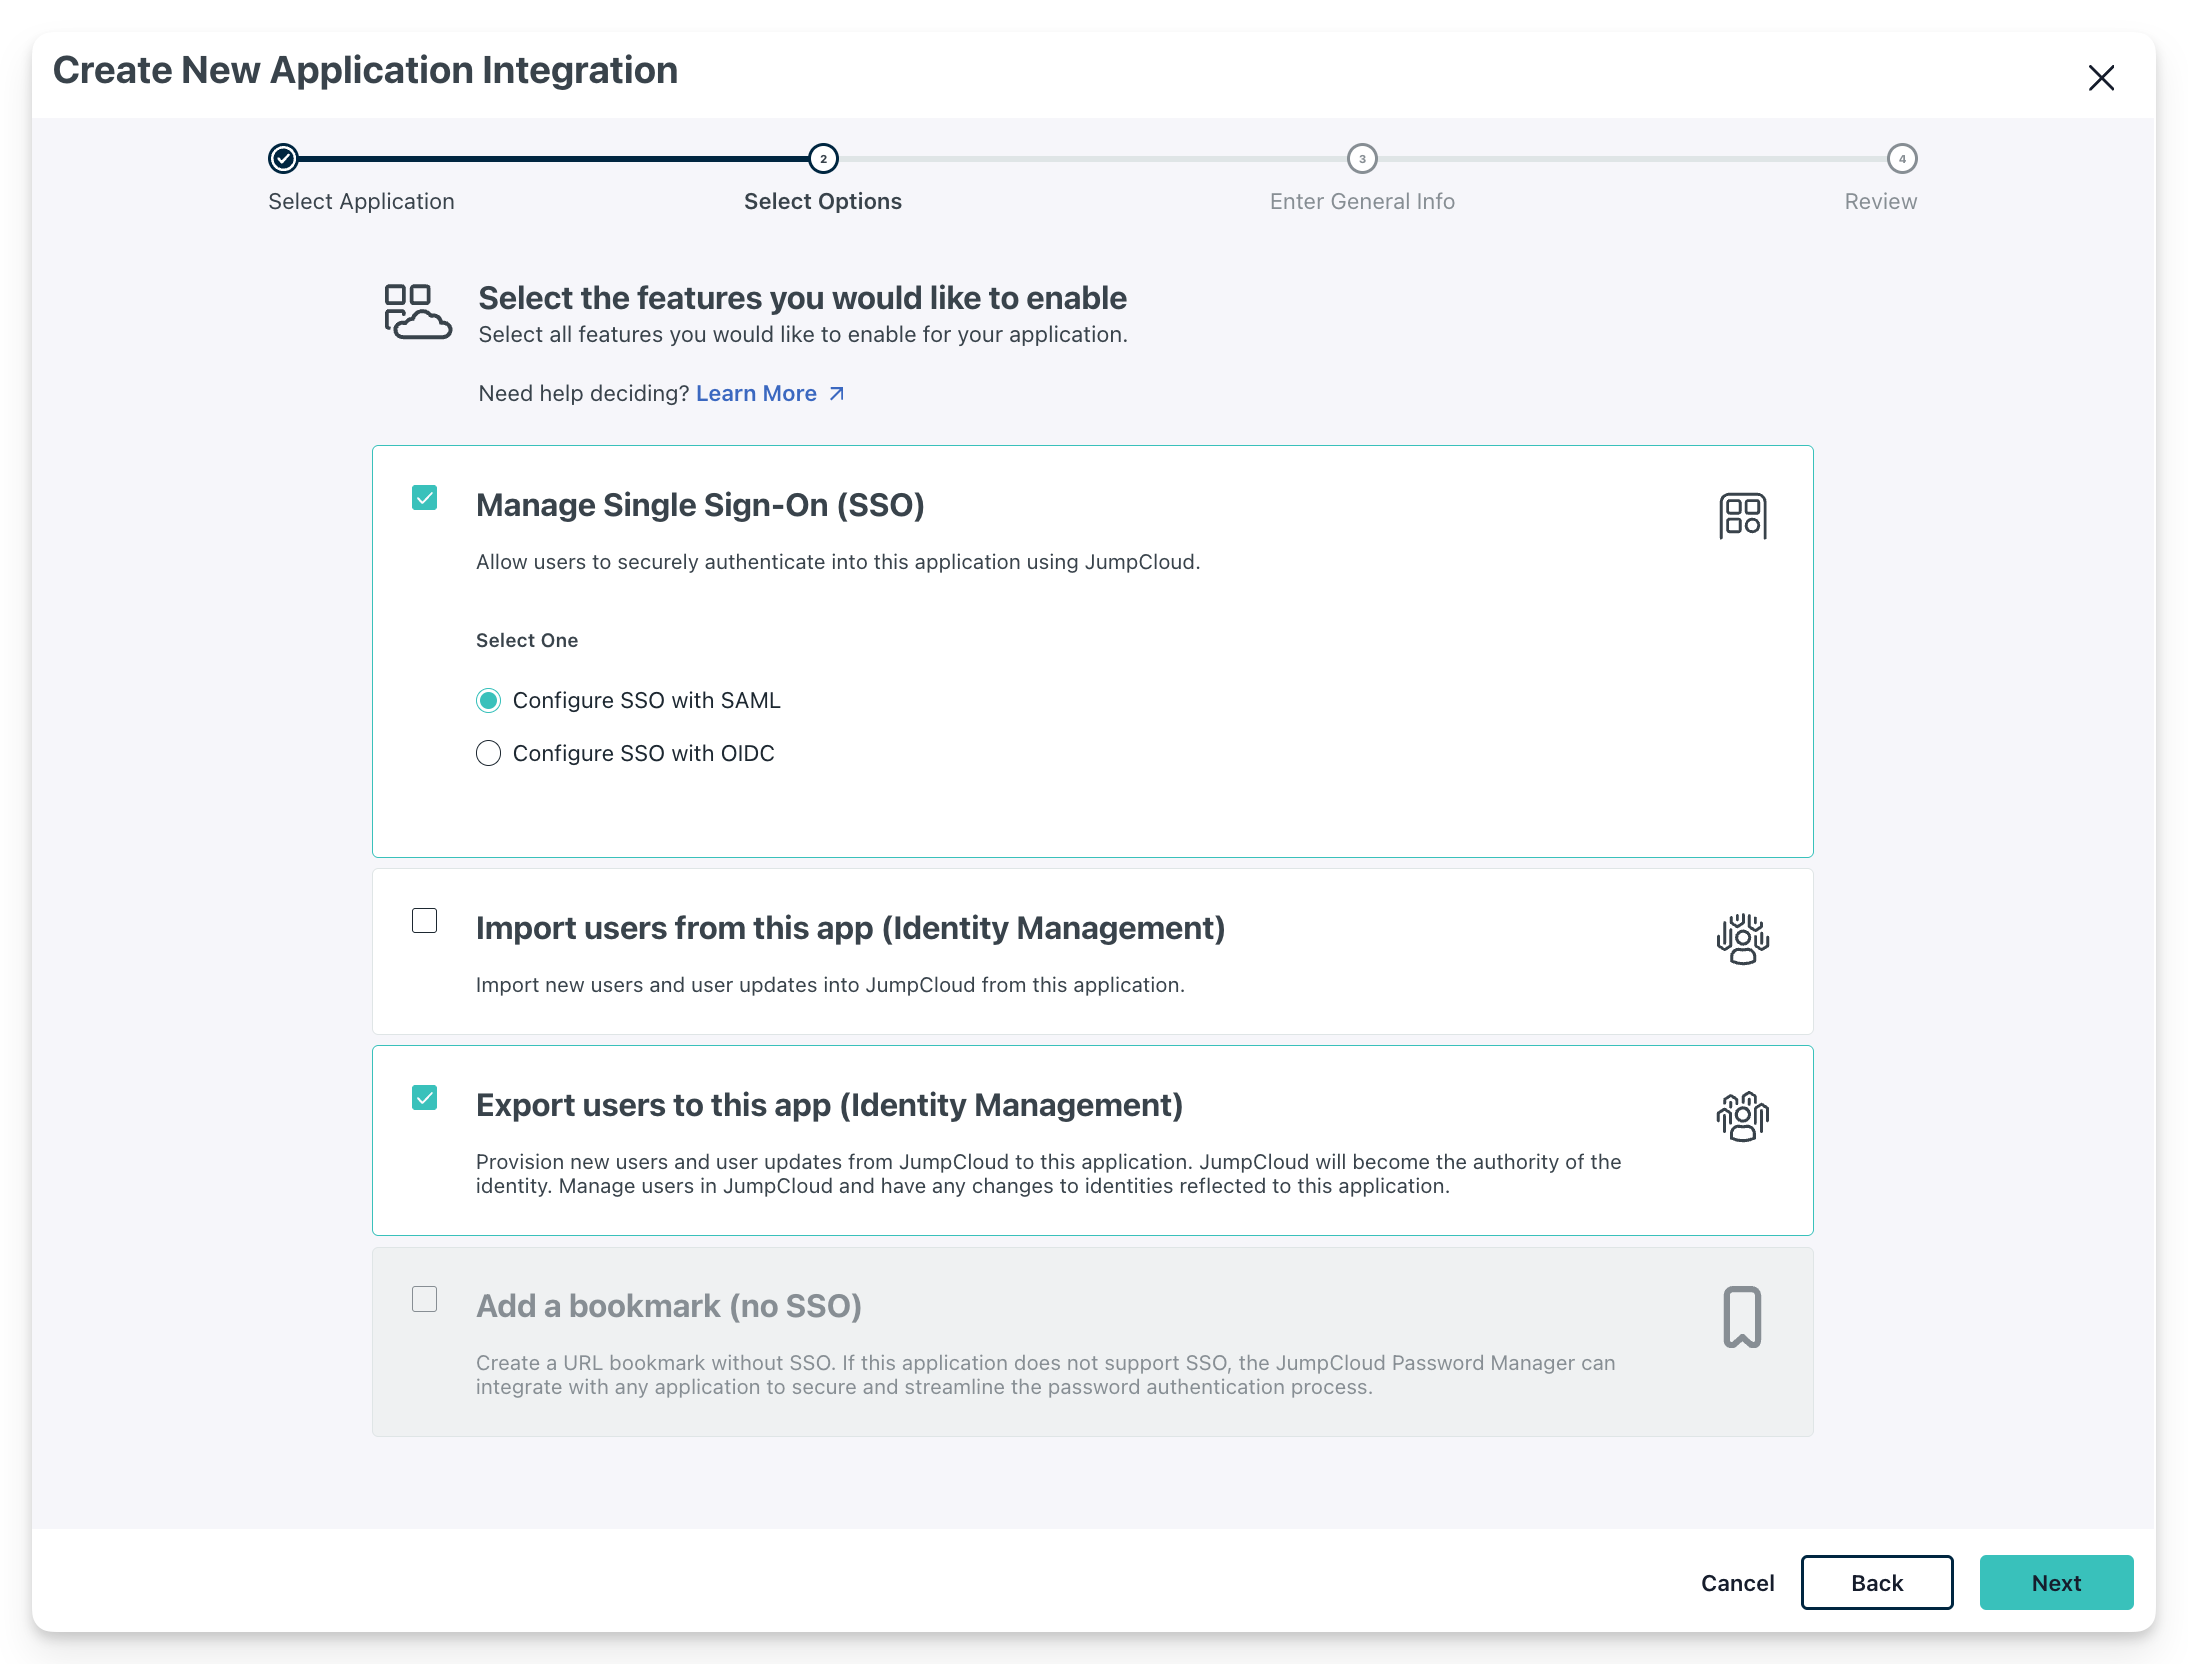 Create New Application Integration
2
3
4
Select Application
Select Options
Enter General Info
Review
Select the features you would like to enable
Select all features you would like to enable for your application.
Need help deciding? Learn More
Manage Single Sign-On (SSO)
Allow users to securely authenticate into this application using JumpCloud.
Select One
Configure SSO with SAML
Configure SSO with OIDC
Import users from this app (Identity Management)
Import new users and user updates into JumpCloud from this application.
Export users to this app (Identity Management)
Provision new users and user updates from JumpCloud to this application. JumpCloud will become the authority of the
identity. Manage users in JumpCloud and have any changes to identities reflected to this application.
Add a bookmark (no SSO)
Create a URL bookmark without SSO. If this application does not support SSO, the JumpCloud Password Manager can
integrate with any application to secure and streamline the password authentication process.
Cancel
Back
Next